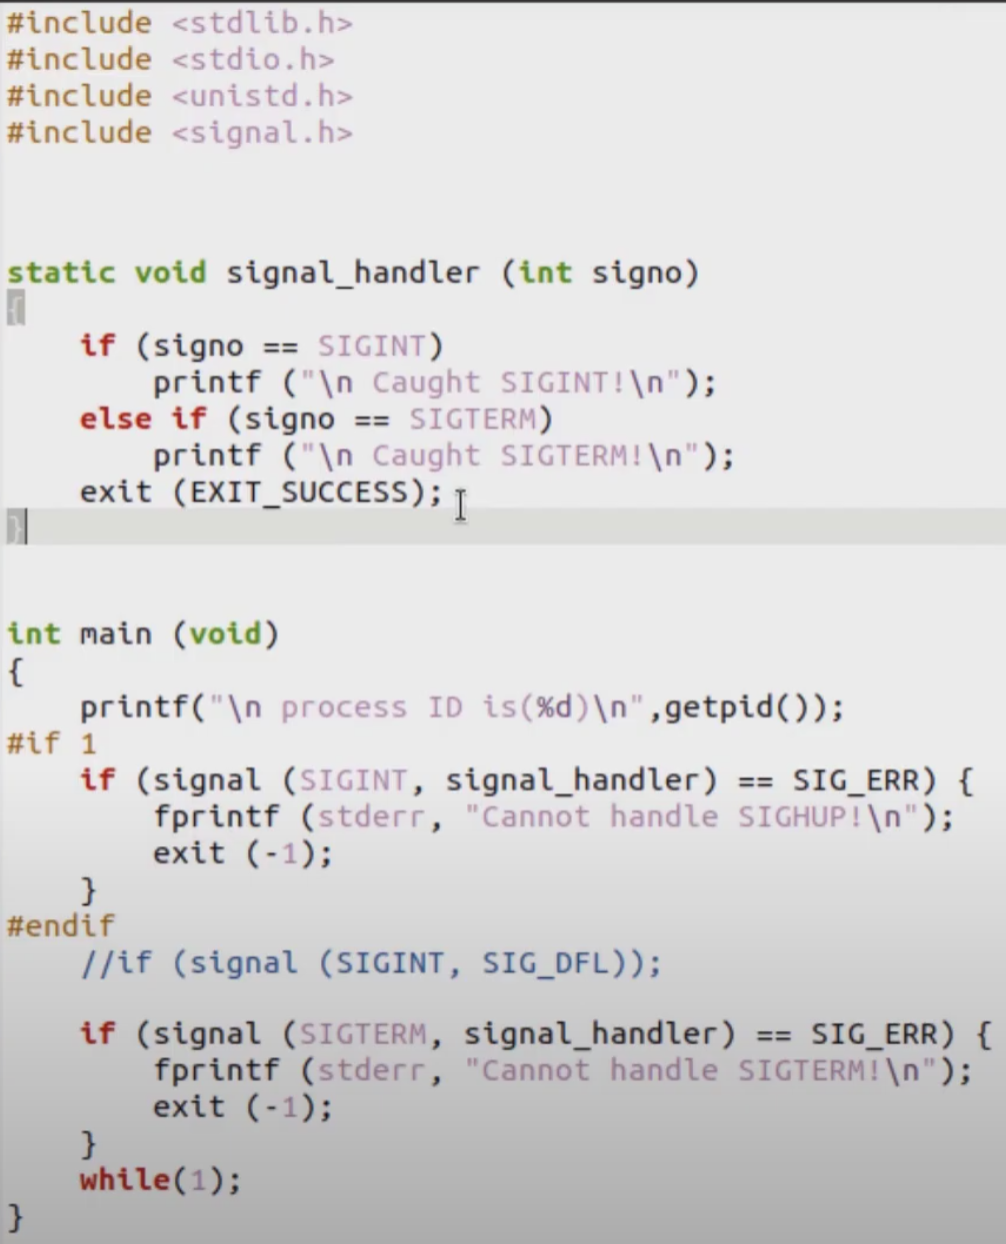 #include <stdlib.h>
#include <stdio.h>
#include <unistd.h>
#include <signal.h>
static void signal_handler (int signo)
{
    if (signo == SIGINT)
        printf ("\n Caught SIGINT!\n");
    else if (signo == SIGTERM)
        printf ("\n Caught SIGTERM!\n");
    exit (EXIT_SUCCESS);
}
int main (void)
{
    printf("\n process ID is(%d)\n",getpid());
#if 1
    if (signal (SIGINT, signal_handler) == SIG_ERR) {
        fprintf (stderr, "Cannot handle SIGHUP!\n");
        exit (-1);
    }
#endif
    //if (signal (SIGINT, SIG_DFL));
    if (signal (SIGTERM, signal_handler) == SIG_ERR) {
        fprintf (stderr, "Cannot handle SIGTERM!\n");
        exit (-1);
    }
    while(1);
}